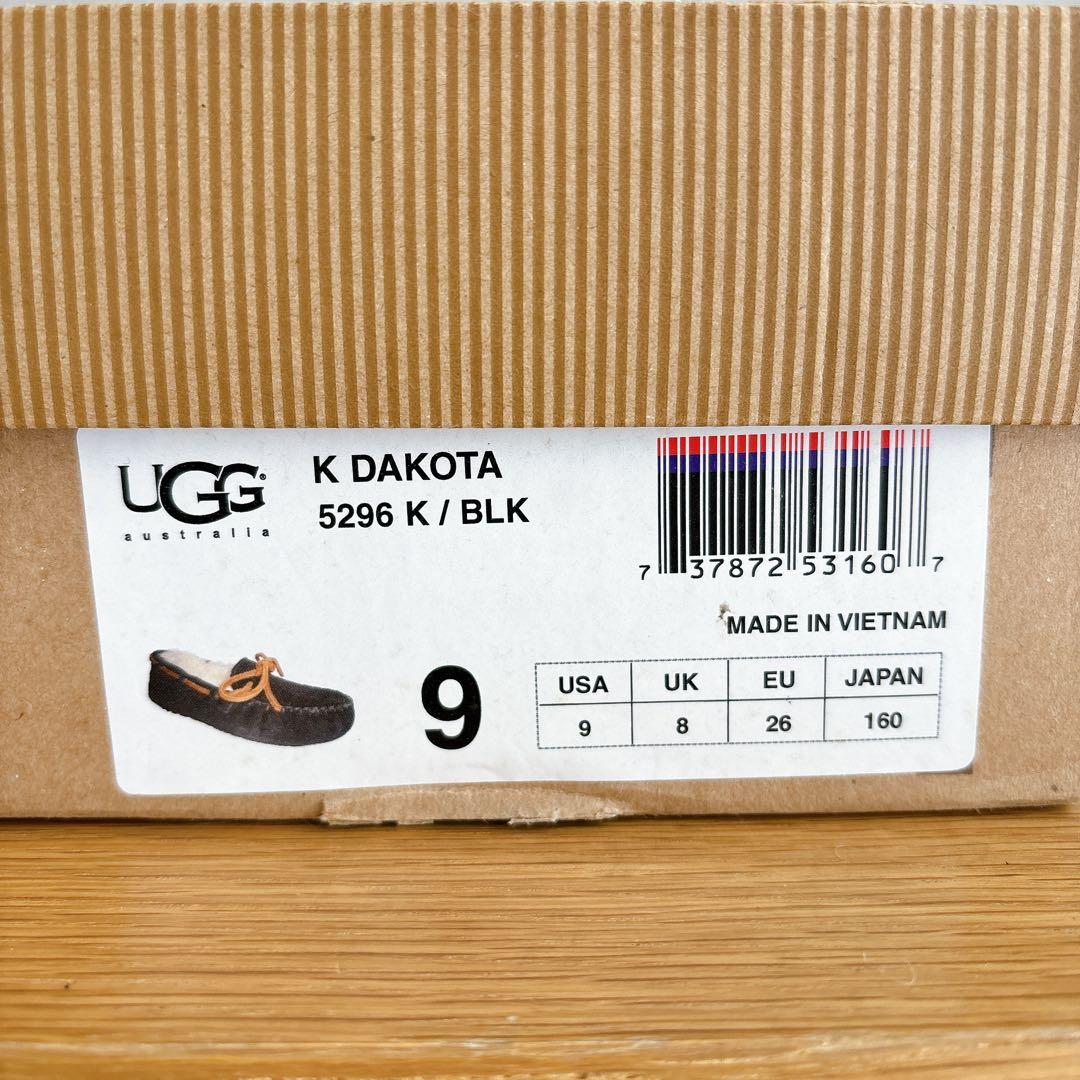 UGG®
australia
K DAKOTA
5296 K / BLK
7 37872 53160 7
MADE IN VIETNAM
9
USA UK EU JAPAN
9 8 26 160